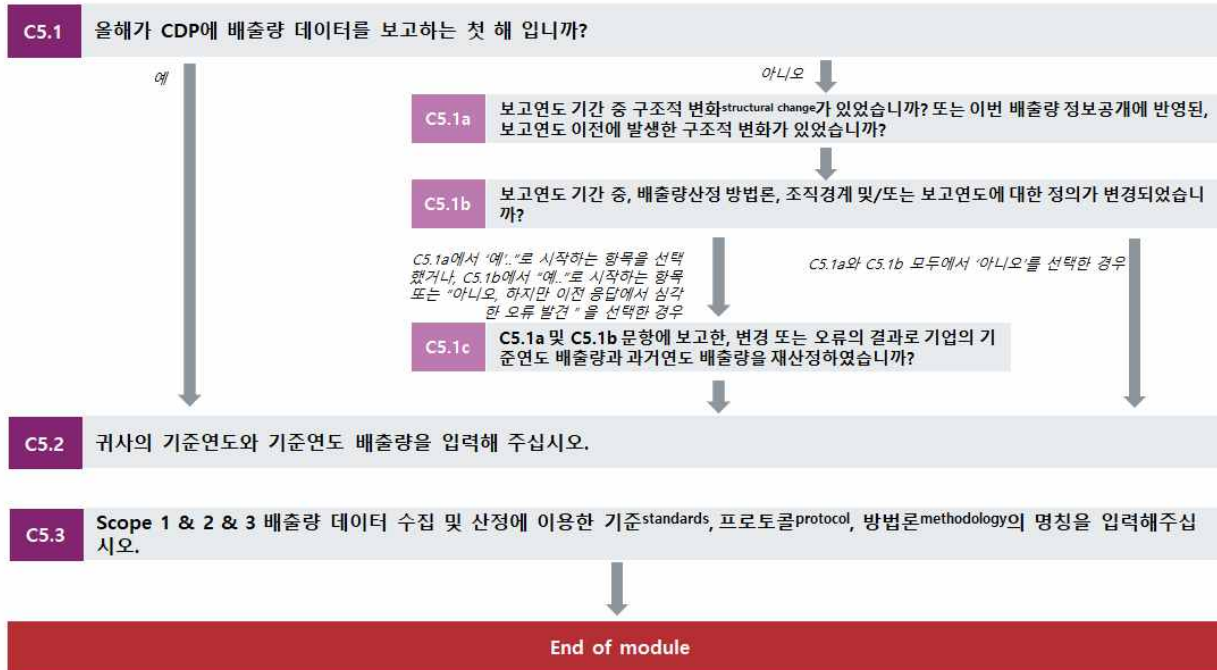 C5.1 올해가 CDP에 배출량 데이터를 보고하는 첫 해 입니까?
예
아니오
C5.1a 보고연도 기간 중 구조적 변화structural change가 있었습니까? 또는 이번 배출량 정보공개에 반영된,
보고연도 이전에 발생한 구조적 변화가 있었습니까?
C5.1b 보고연도 기간 중, 배출량산정 방법론, 조직경계 및/또는 보고연도에 대한 정의가 변경되었습니
까?
C5.1a에서 “예’..”로 시작하는 항목을 선택
했거나, C5.1b에서 “예..”로 시작하는 항목
또는 “아니오, 하지만 이전 응답에서 심각
한 오류 발견 ” 을 선택한 경우
C5.1a와 C5.1b 모두에서 ‘아니오’를 선택한 경우
C5.1c C5.1a 및 C5.1b 문항에 보고한, 변경 또는 오류의 결과로 기업의 기
준연도 배출량과 과거연도 배출량을 재산정하였습니까?
C5.2 귀사의 기준연도와 기준연도 배출량을 입력해 주십시오.
C5.3 Scope 1 & 2 & 3 배출량 데이터 수집 및 산정에 이용한 기준standards, 프로토콜protocol, 방법론methodology의 명칭을 입력해주십
시오.
End of module